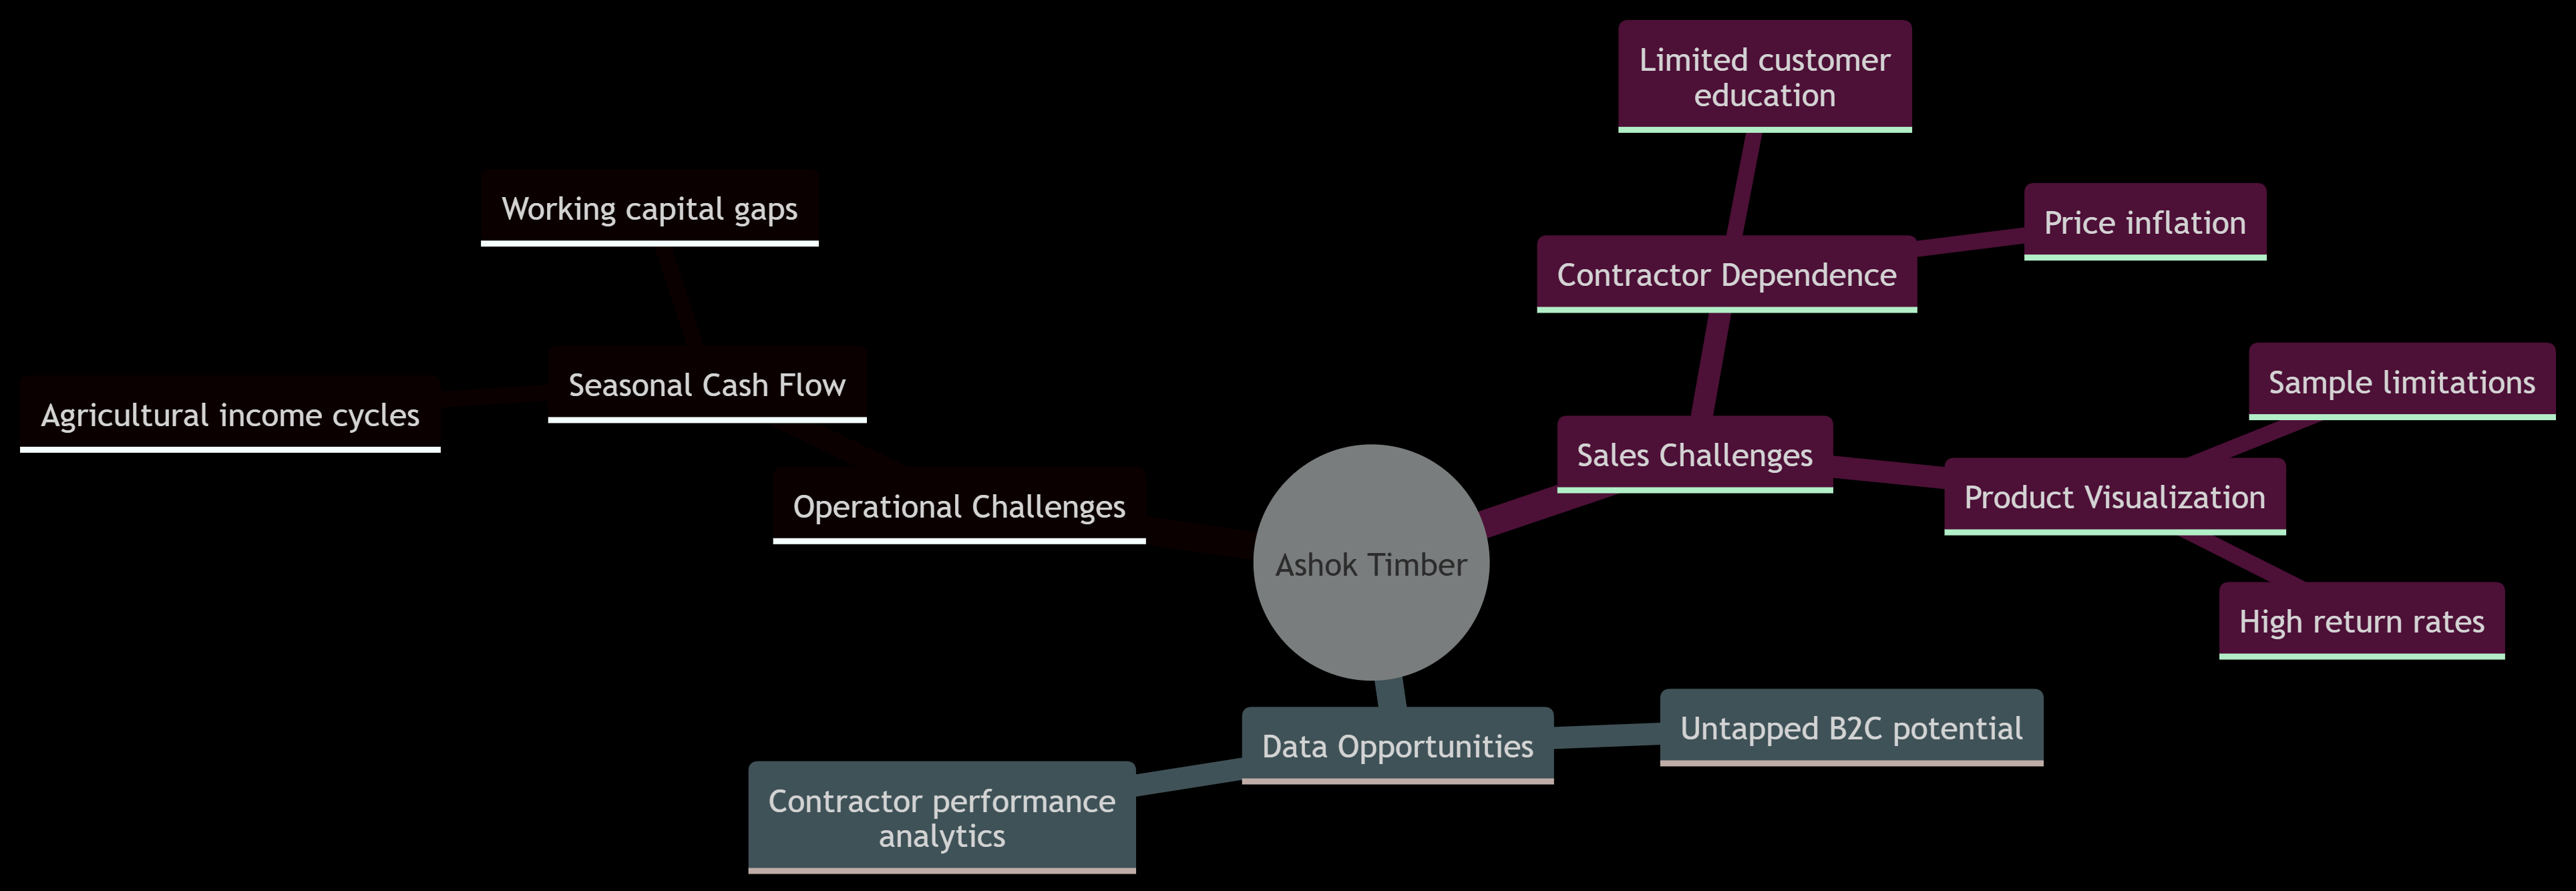 Limited customer
education
Working capital gaps
Price inflation
Contractor Dependence
Seasonal Cash Flow
Sample limitations
Agricultural income cycles
Sales Challenges
Product Visualization
Operational Challenges
Ashok Timber
High return rates
Untapped B2C potential
Data Opportunities
Contractor performance
analytics